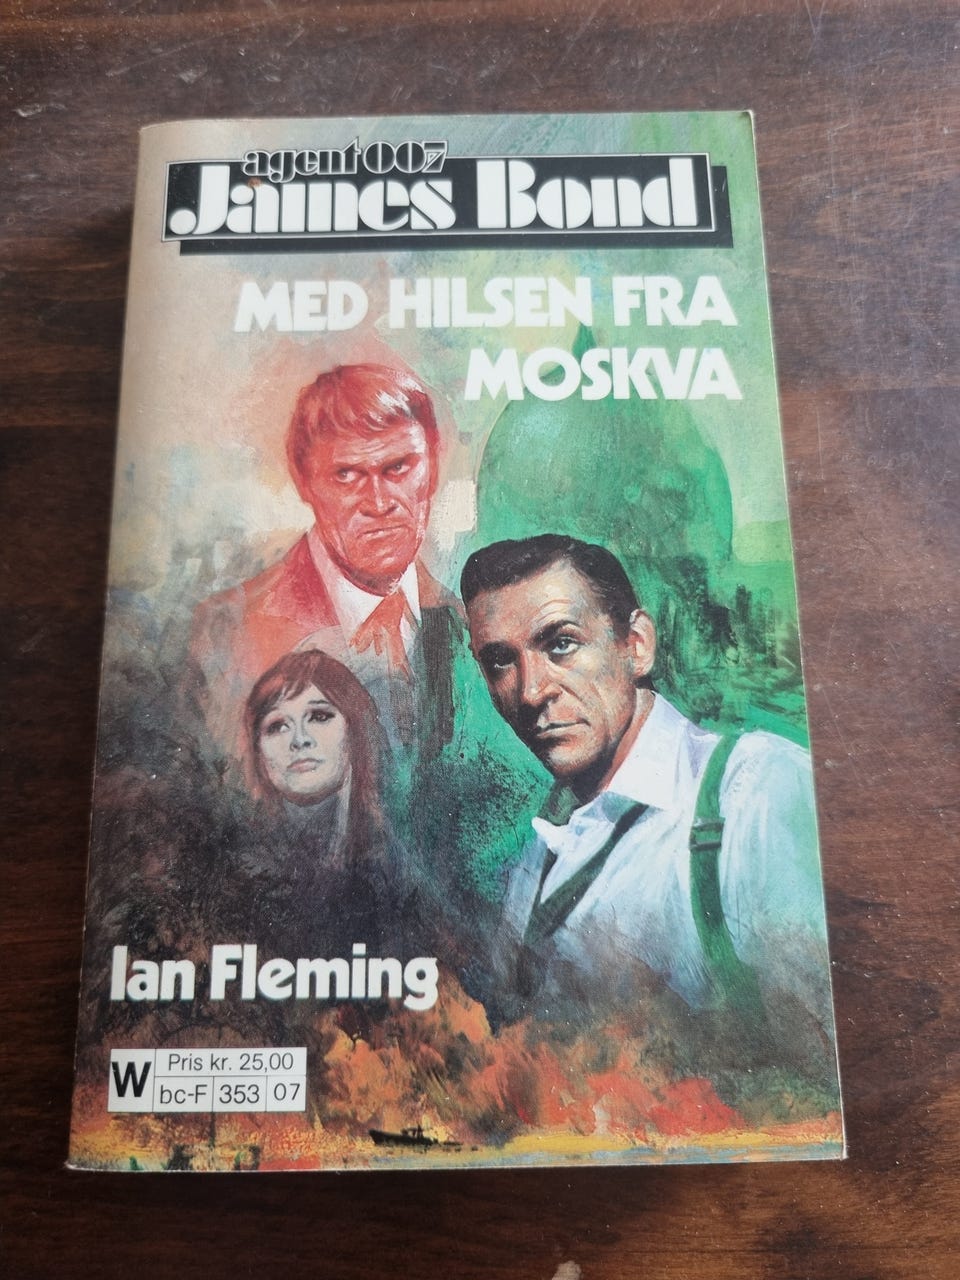 agent 007
James Bond
MED HILSEN FRA
MOSKVA
Ian Fleming
W
Pris kr. 25,00
bc-F 353 07